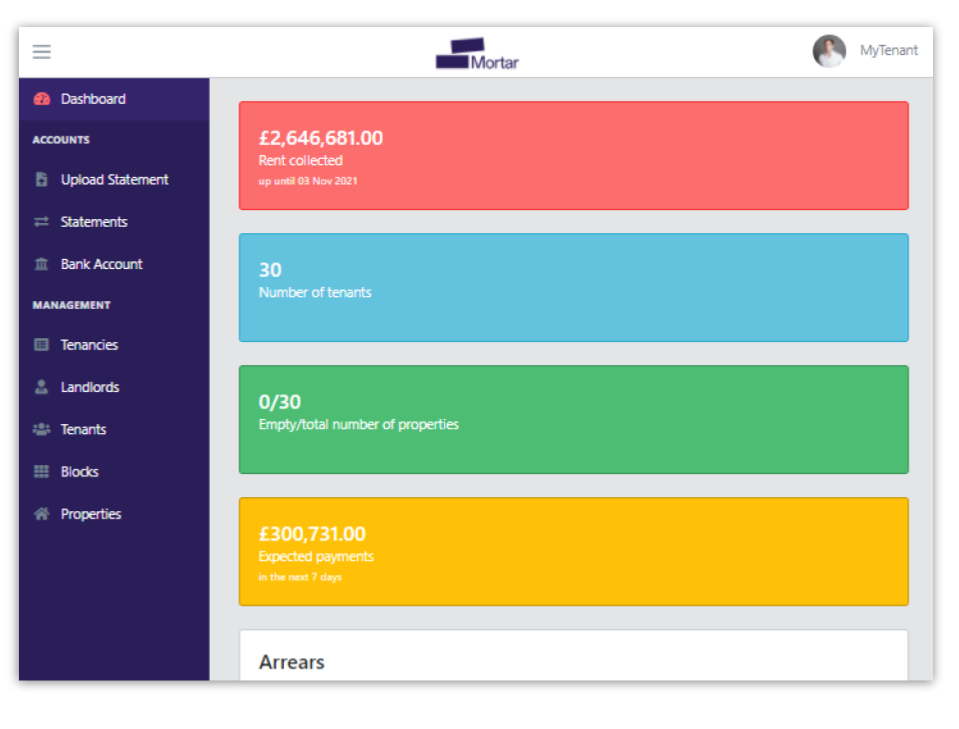 Mortar
MyTenant
Dashboard
ACCOUNTS
Upload Statement
Statements
Bank Account
MANAGEMENT
Tenancies
Landlords
Tenants
Blocks
Properties
£2,646,681.00
Rent collected
up until 03 Nov 2021
30
Number of tenants
0/30
Empty/total number of properties
£300,731.00
Expected payments
in the next 7 days
Arrears